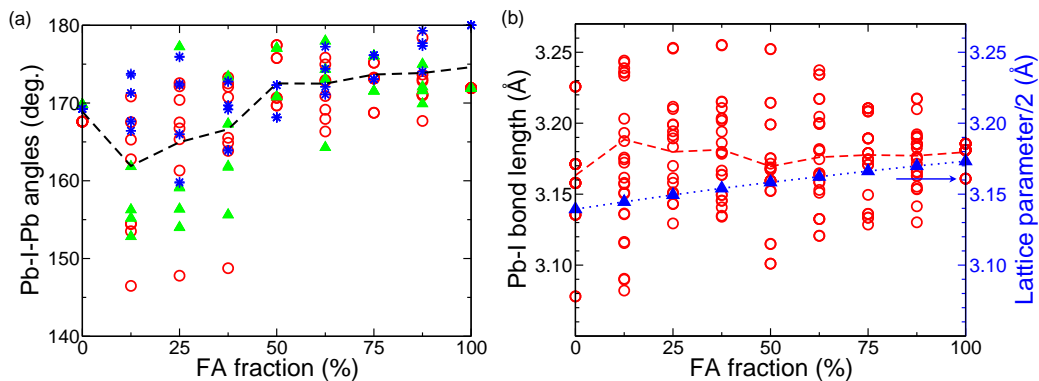 (a)
180
170
160
150
140
Pb-I-Pb angles (deg.)
0 25 50 75 100
FA fraction (%)
(b)
3.25
3.20
3.15
3.10
Pb-I bond length (Å)
0 25 50 75 100
FA fraction (%)
3.25
3.20
3.15
3.10
Lattice parameter/2 (Å)